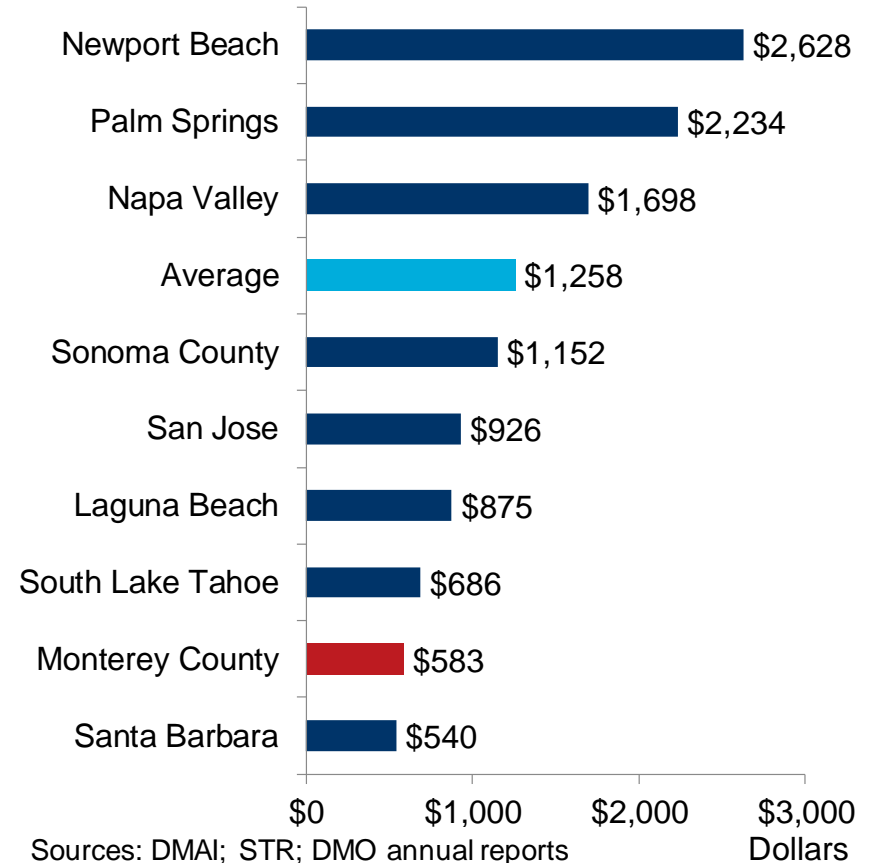 Newport Beach $2,628
Palm Springs $2,234
Napa Valley $1,698
Average $1,258
Sonoma County $1,152
San Jose $926
Laguna Beach $875
South Lake Tahoe $686
Monterey County $583
Santa Barbara $540
$0 $1,000 $2,000 $3,000
Sources: DMAI; STR; DMO annual reports Dollars